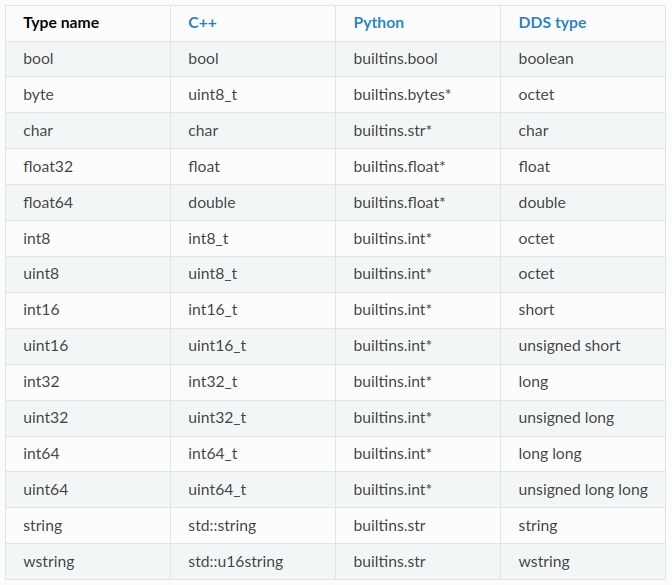 Type name C++ Python DDS type
bool bool builtins.bool boolean
byte uint8_t builtins.bytes* octet
char char builtins.str* char
float32 float builtins.float* float
float64 double builtins.float* double
int8 int8_t builtins.int* octet
uint8 uint8_t builtins.int* octet
int16 int16_t builtins.int* short
uint16 uint16_t builtins.int* unsigned short
int32 int32_t builtins.int* long
uint32 uint32_t builtins.int* unsigned long
int64 int64_t builtins.int* long long
uint64 uint64_t builtins.int* unsigned long long
string std::string builtins.str string
wstring std::u16string builtins.str wstring